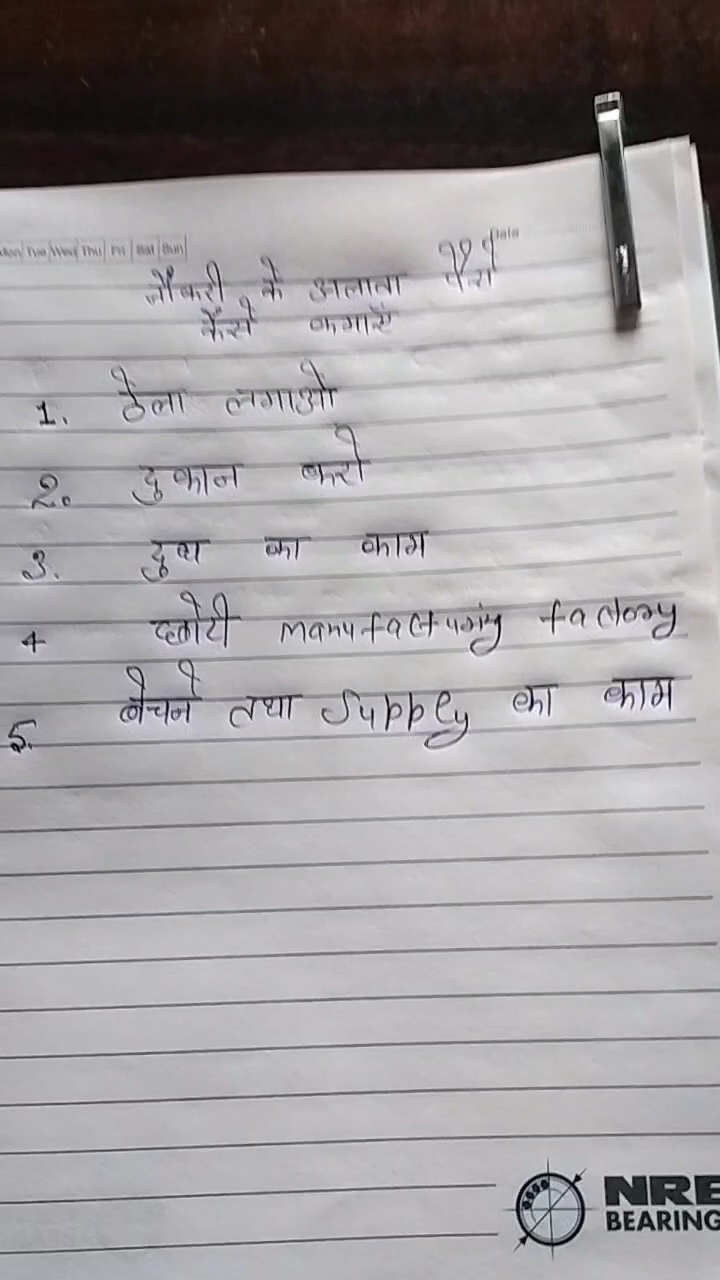 Mon Tue Wed Thu Fri Sat Sun
Date
नौकरी के अलावा पैसे
कैसे कमाएँ
1. ठेला लगाओ
2. दुकान करो
3. दुध का काम
4 छोटी manufacturing factory
5. बेचने तथा Supply का काम
NRB
BEARING